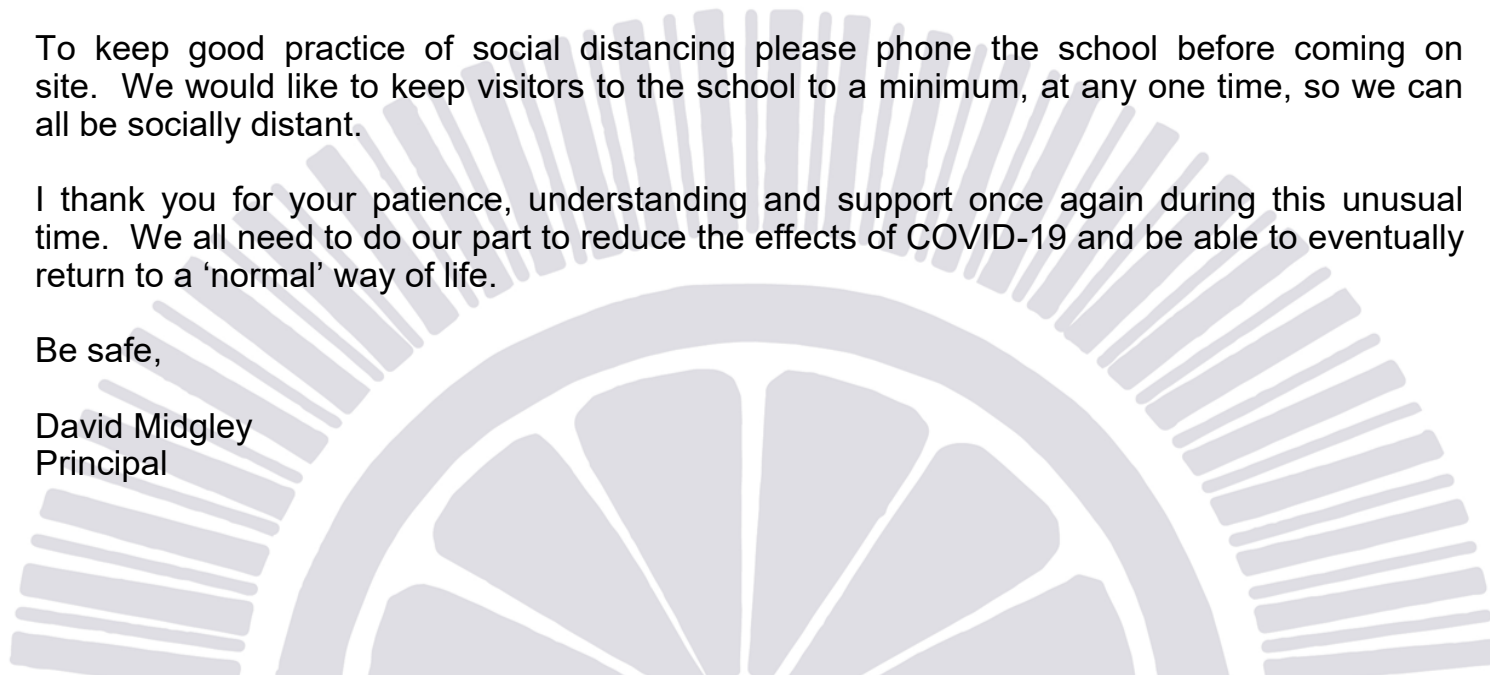 To keep good practice of social distancing please phone the school before coming on
site.  We would like to keep visitors to the school to a minimum, at any one time, so we can
all be socially distant.
I thank you for your patience, understanding and support once again during this unusual
time.  We all need to do our part to reduce the effects of COVID-19 and be able to eventually
return to a ‘normal’ way of life.
Be safe,
David Midgley
Principal